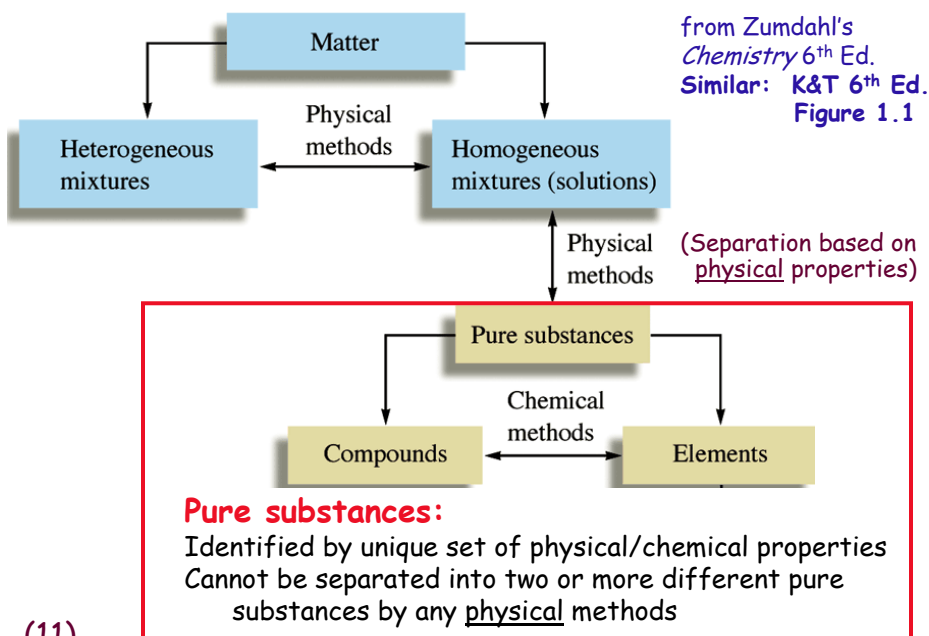 Matter
from Zumdahl's
Chemistry 6th Ed.
Similar: K&T 6th Ed.
Figure 1.1
Physical
methods
Heterogeneous
mixtures
Homogeneous
mixtures (solutions)
Physical
methods
(Separation based on
physical properties)
Pure substances
Chemical
methods
Compounds
Elements
Pure substances:
Identified by unique set of physical/chemical properties
Cannot be separated into two or more different pure
substances by any physical methods
(11)